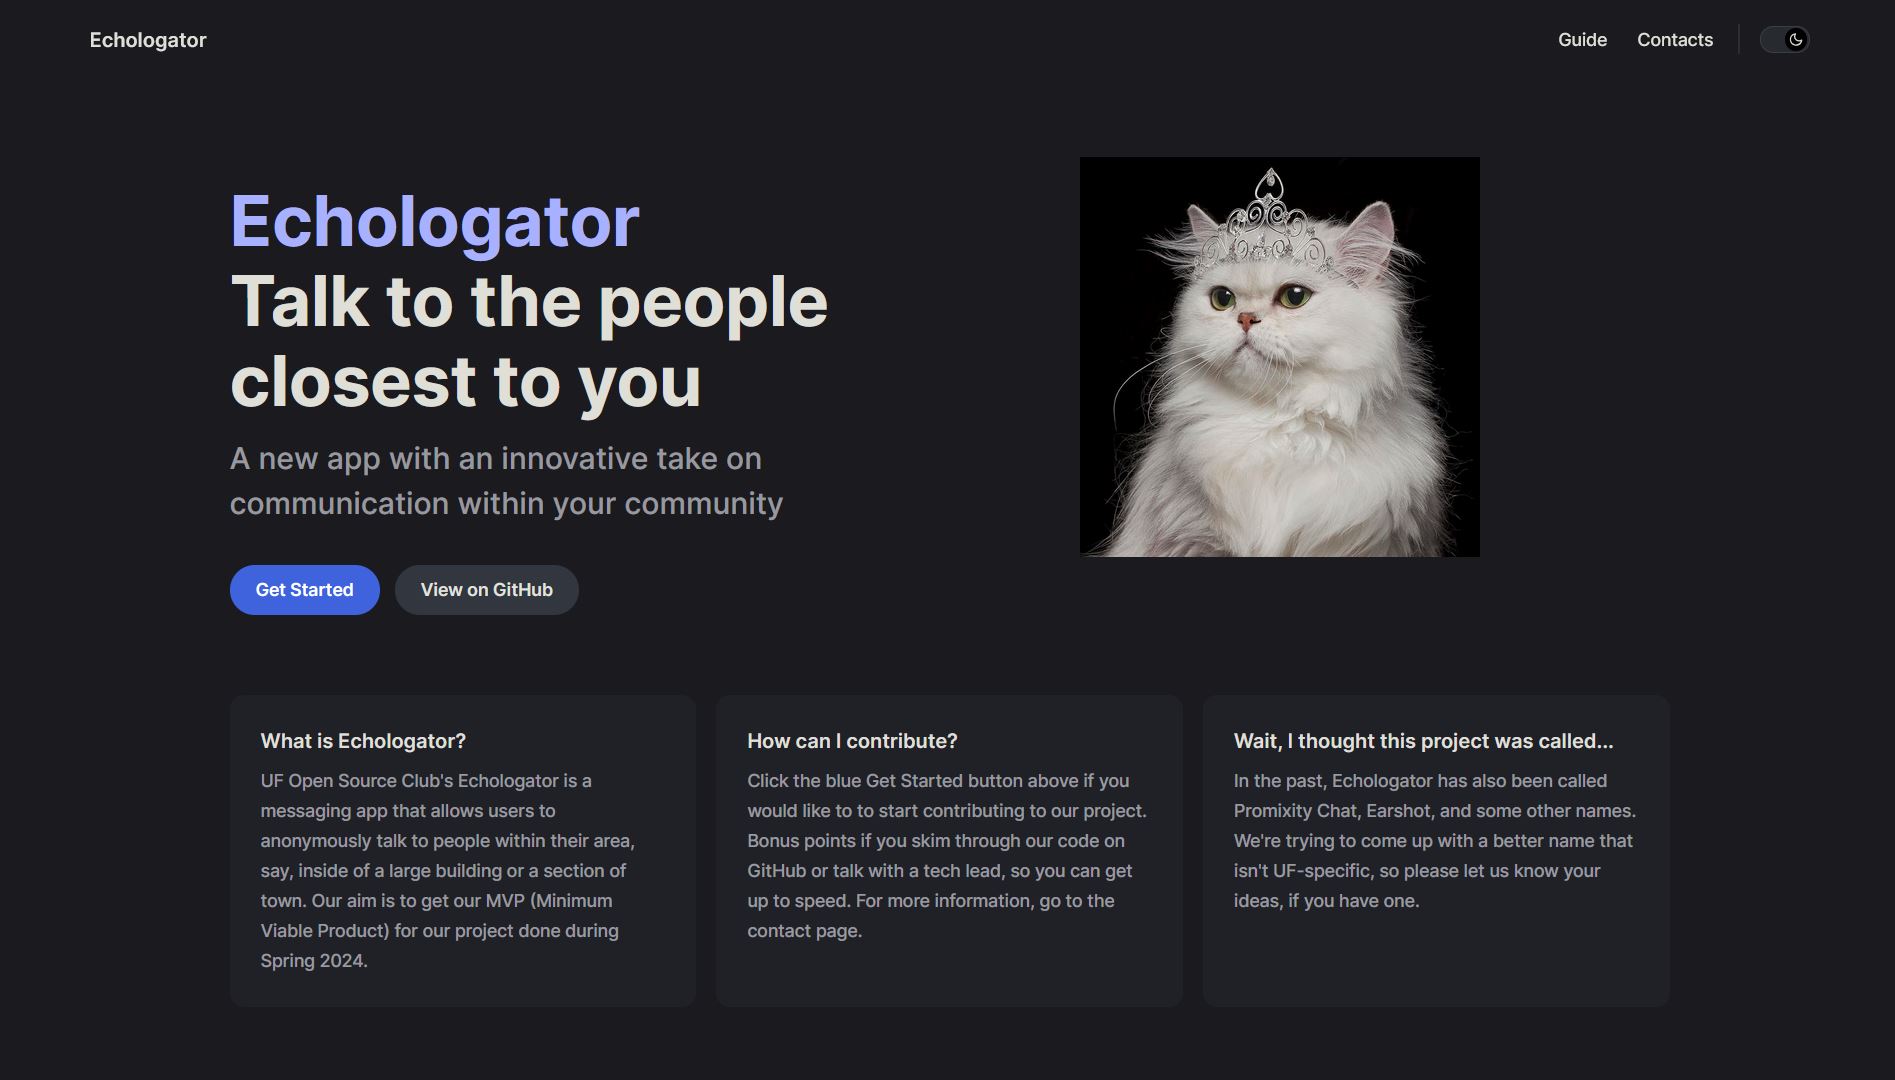 Echologator
Guide
Contacts
Echologator
Talk to the people
closest to you
A new app with an innovative take on
communication within your community
Get Started
View on GitHub
What is Echologator?
UF Open Source Club's Echologator is a
messaging app that allows users to
anonymously talk to people within their area,
say, inside of a large building or a section of
town. Our aim is to get our MVP (Minimum
Viable Product) for our project done during
Spring 2024.
How can I contribute?
Click the blue Get Started button above if you
would like to to start contributing to our project.
Bonus points if you skim through our code on
GitHub or talk with a tech lead, so you can get
up to speed. For more information, go to the
contact page.
Wait, I thought this project was called...
In the past, Echologator has also been called
Promixity Chat, Earshot, and some other names.
We're trying to come up with a better name that
isn't UF-specific, so please let us know your
ideas, if you have one.